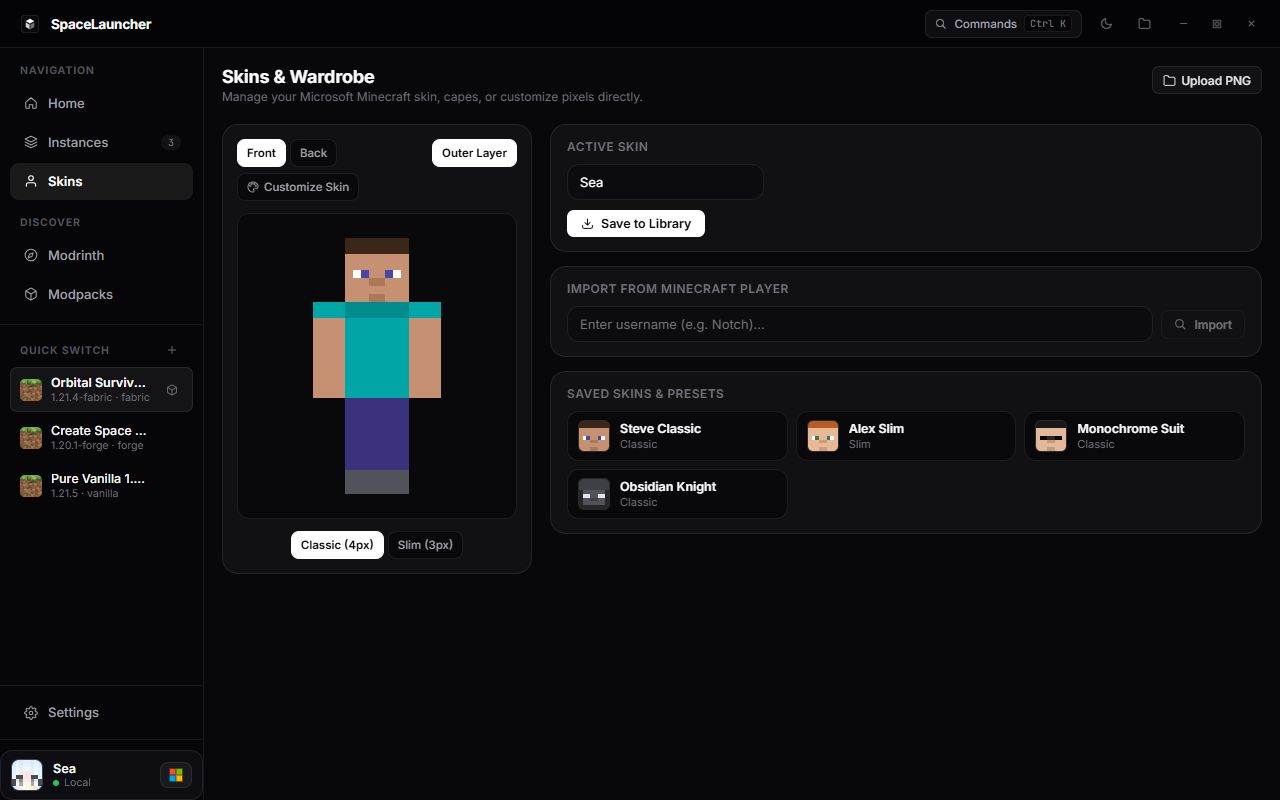 SpaceLauncher
Commands Ctrl K
NAVIGATION
Home
Instances 3
Skins
DISCOVER
Modrinth
Modpacks
QUICK SWITCH
Orbital Surviv...
1.21.4-fabric · fabric
Create Space ...
1.20.1-forge · forge
Pure Vanilla 1....
1.21.5 · vanilla
Settings
Sea
Local
Skins & Wardrobe
Manage your Microsoft Minecraft skin, capes, or customize pixels directly.
Upload PNG
Front Back Outer Layer
Customize Skin
Classic (4px) Slim (3px)
ACTIVE SKIN
Sea
Save to Library
IMPORT FROM MINECRAFT PLAYER
Enter username (e.g. Notch)... Import
SAVED SKINS & PRESETS
Steve Classic
Classic
Alex Slim
Slim
Monochrome Suit
Classic
Obsidian Knight
Classic